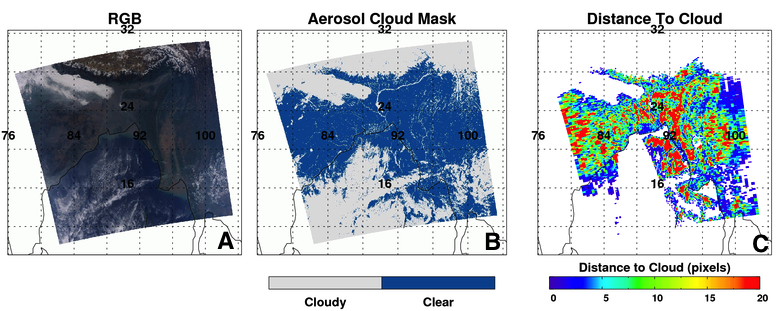 RGB
32
24
76 84 92 100
16
A
Aerosol Cloud Mask
32
24
76 84 92 100
16
B
Cloudy Clear
Distance To Cloud
32
24
76 84 92 100
16
C
Distance to Cloud (pixels)
0 5 10 15 20